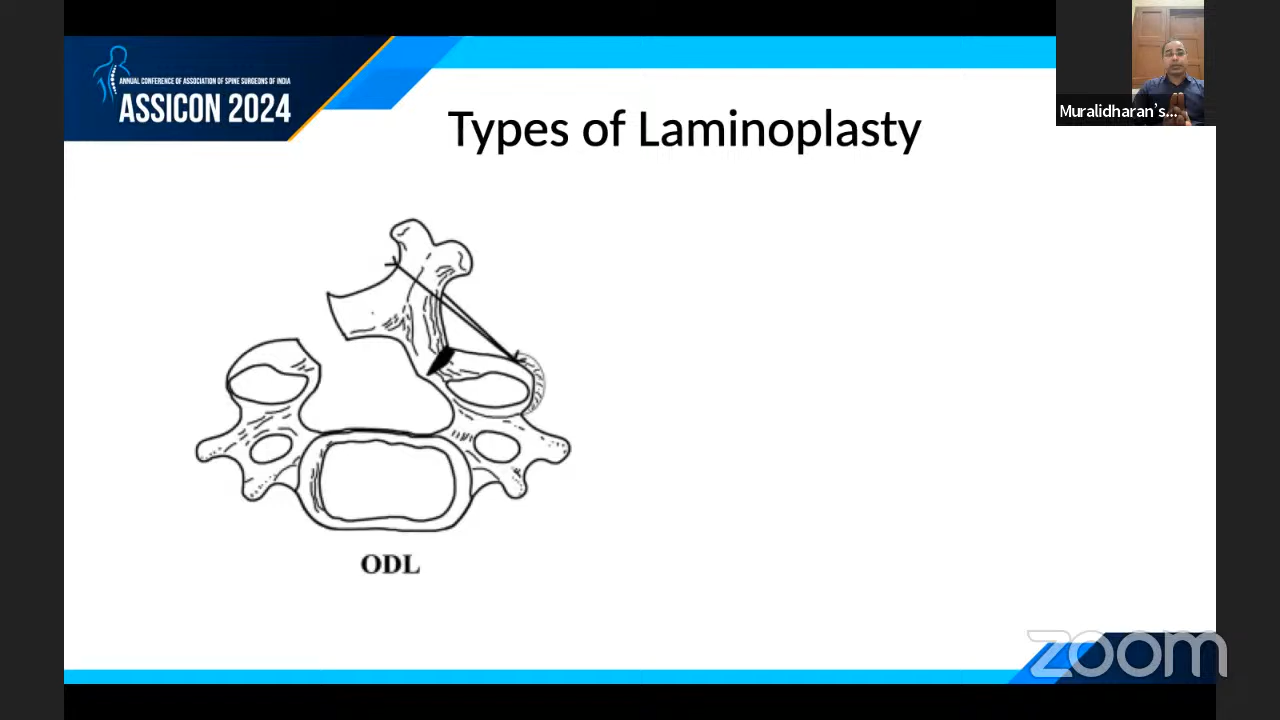 ANNUAL CONFERENCE OF ASSOCIATION OF SPINE SURGEONS OF INDIA
ASSICON 2024
Muralidharan's...
Types of Laminoplasty
ODL
zoom